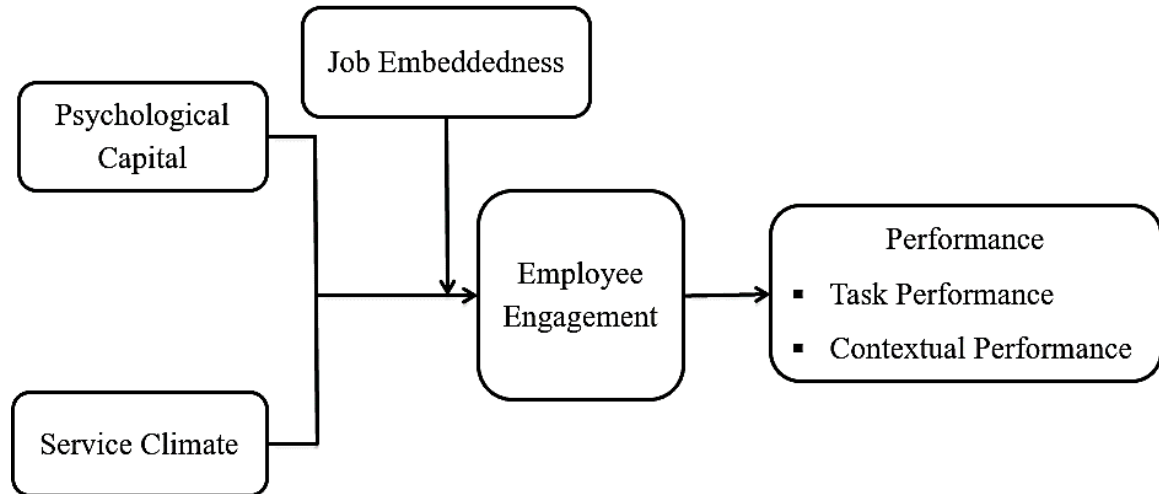 Job Embeddedness
Psychological
Capital
Employee
Engagement
Performance
▪ Task Performance
▪ Contextual Performance
Service Climate